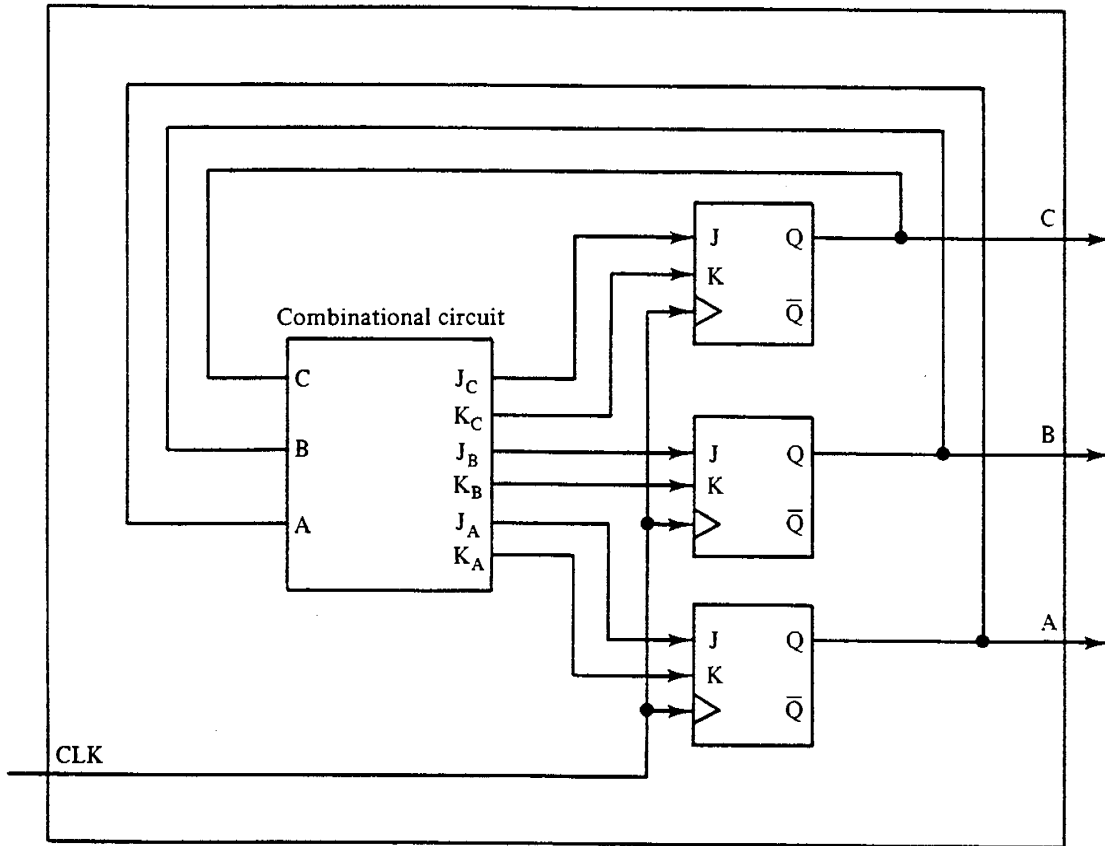 C
J Q
K
Q̅
Combinational circuit
C J_C
K_C
B J_B
K_B
A J_A
K_A
B
J Q
K
Q̅
A
J Q
K
Q̅
CLK